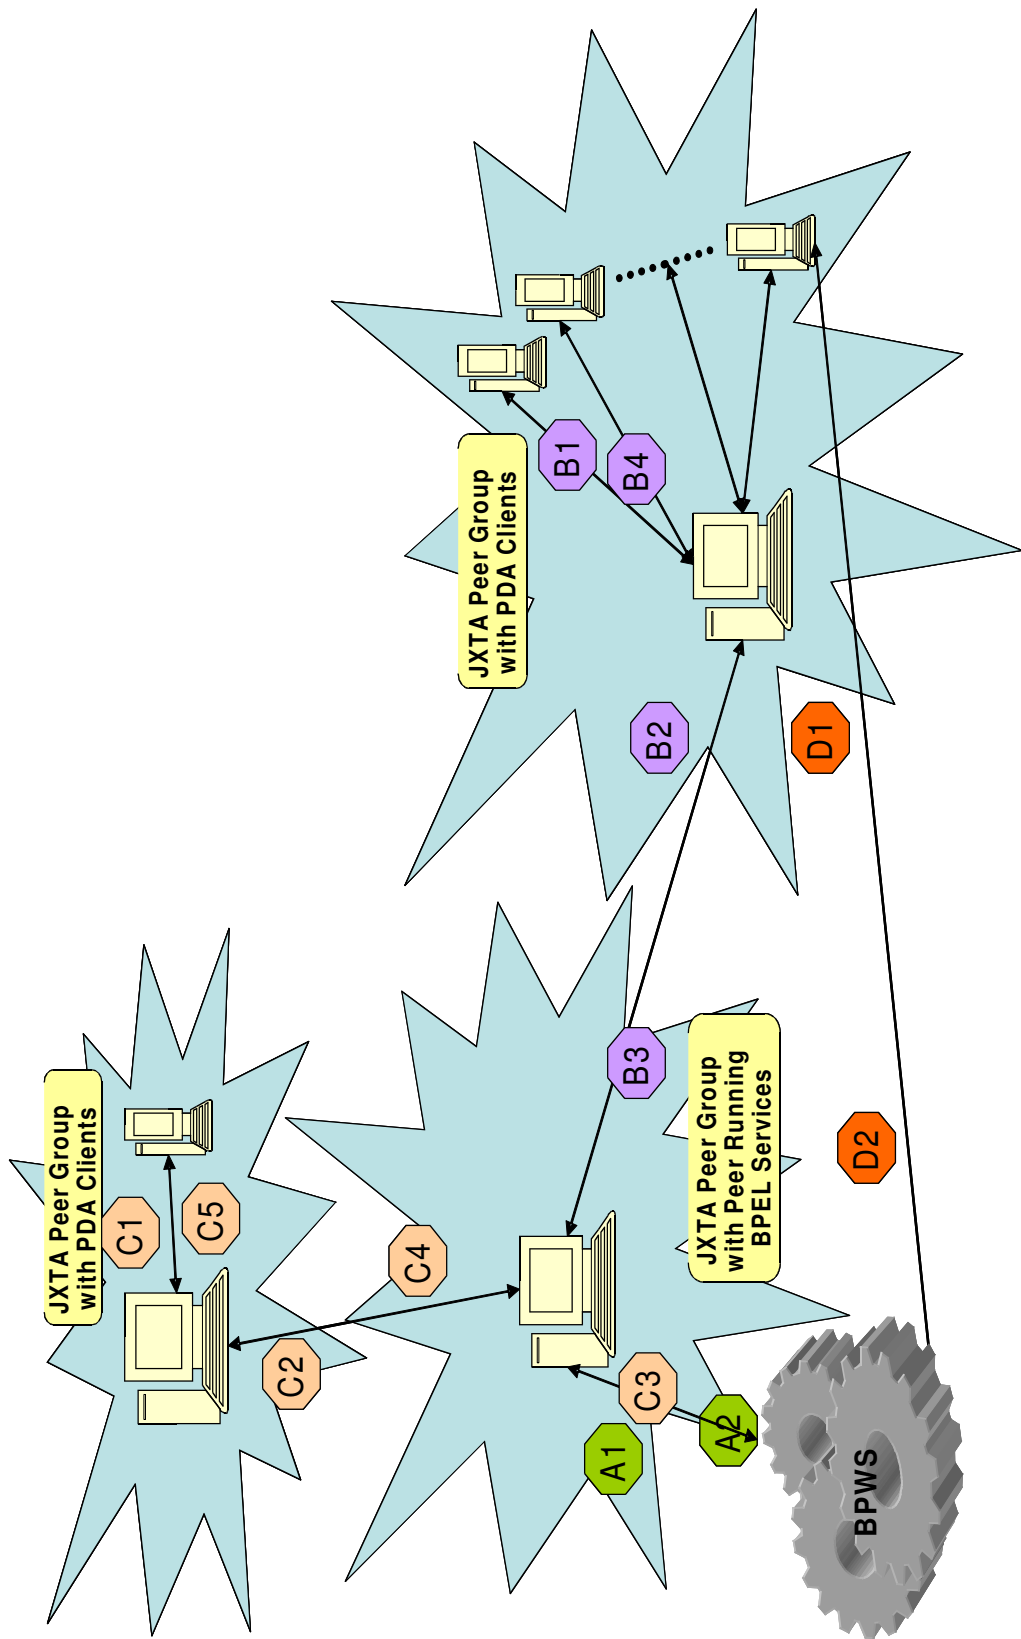 JXTA Peer Group
with PDA Clients
C1
C5
C2
C4
JXTA Peer Group
with PDA Clients
B1
B4
B2
B3
A1
C3
A2
JXTA Peer Group
with Peer Running
BPEL Services
D1
D2
BPWS